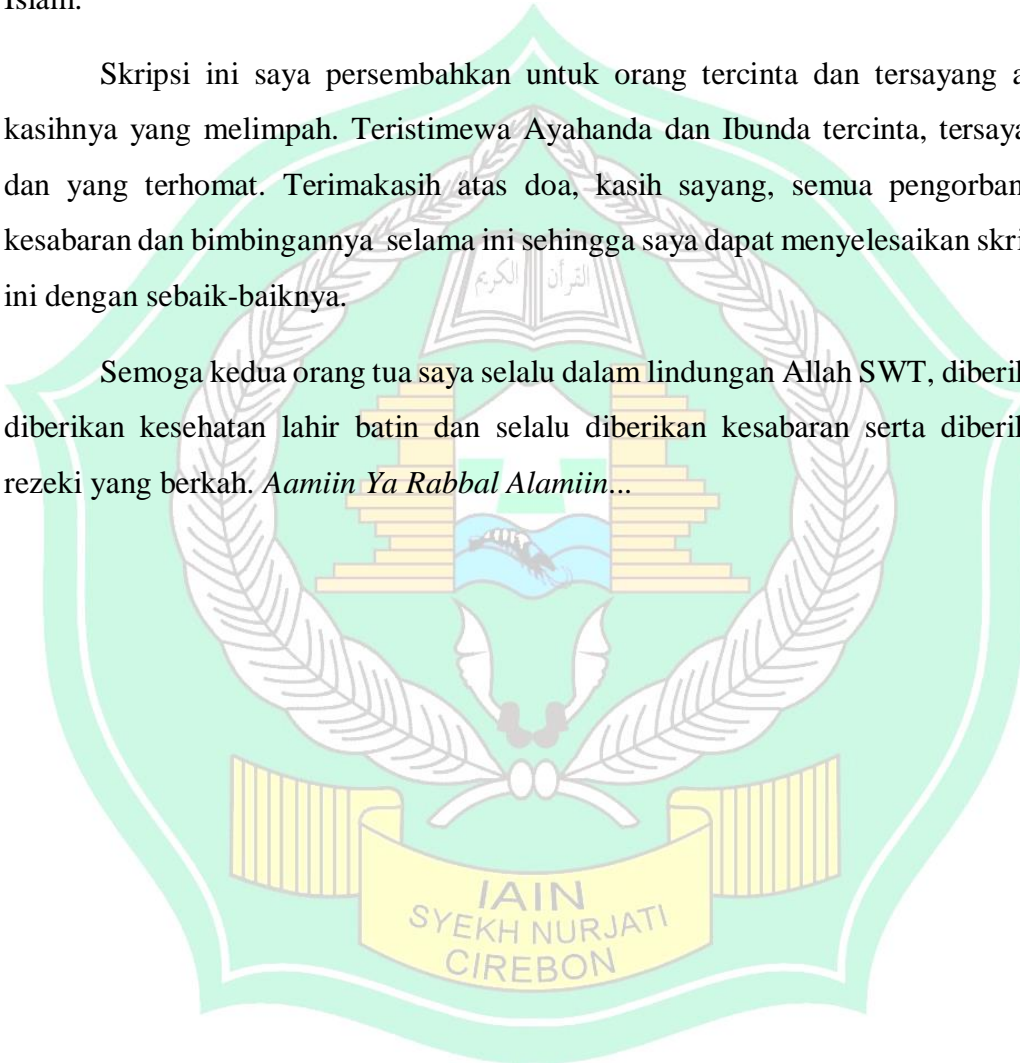 Islam.
Skripsi ini saya persembahkan untuk orang tercinta dan tersayang a
kasihnya yang melimpah. Teristimewa Ayahanda dan Ibunda tercinta, tersaya
dan yang terhomat. Terimakasih atas doa, kasih sayang, semua pengorban
kesabaran dan bimbingannya selama ini sehingga saya dapat menyelesaikan skri
ini dengan sebaik-baiknya.
القرآن الكريم
Semoga kedua orang tua saya selalu dalam lindungan Allah SWT, diberil
diberikan kesehatan lahir batin dan selalu diberikan kesabaran serta diberil
rezeki yang berkah. Aamiin Ya Rabbal Alamiin...
IAIN
SYEKH NURJATI
CIREBON